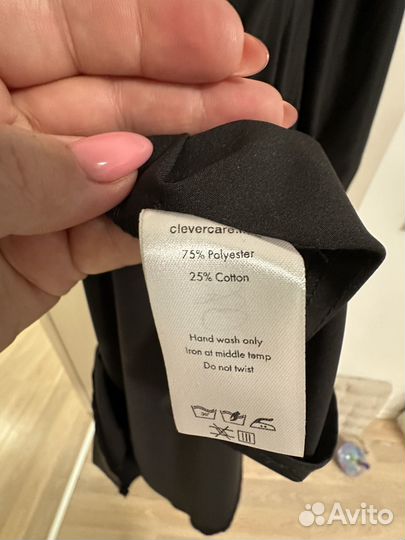 clevercare.
75% Polyester
25% Cotton
Hand wash only
Iron at middle temp
Do not twist
Avito